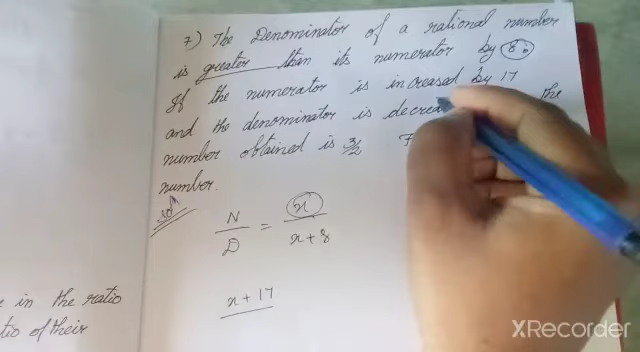 7) The Denominator of a rational number
is greater than its numerator by 8.
If the numerator is increased by 17
and the denominator is decrea the
number obtained is 3/2
number.
Sol
N/D = x/x+8
x+17
e in the ratio
tio of their
XRecorder